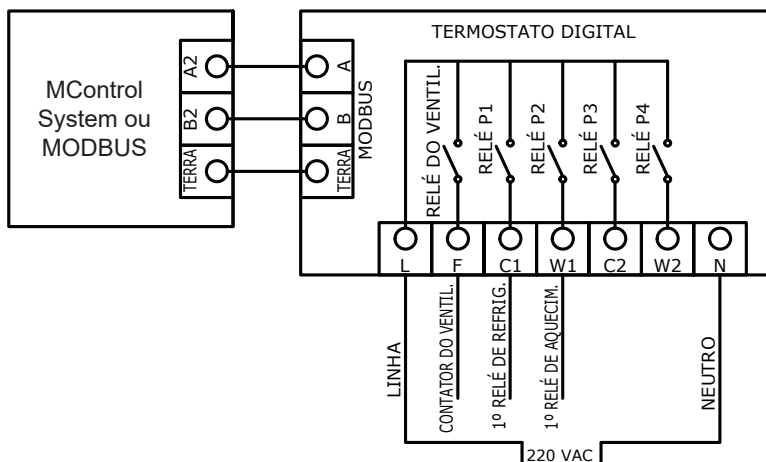 TERMOSTATO DIGITAL
MControl
System ou
MODBUS
A2
B2
TERRA
A
B
TERRA
MODBUS
RELÉ DO VENTIL.
RELÉ P1
RELÉ P2
RELÉ P3
RELÉ P4
L
F
C1
W1
C2
W2
N
LINHA
CONTATOR DO VENTIL.
1º RELÉ DE REFRIG.
1º RELÉ DE AQUECIM.
NEUTRO
220 VAC